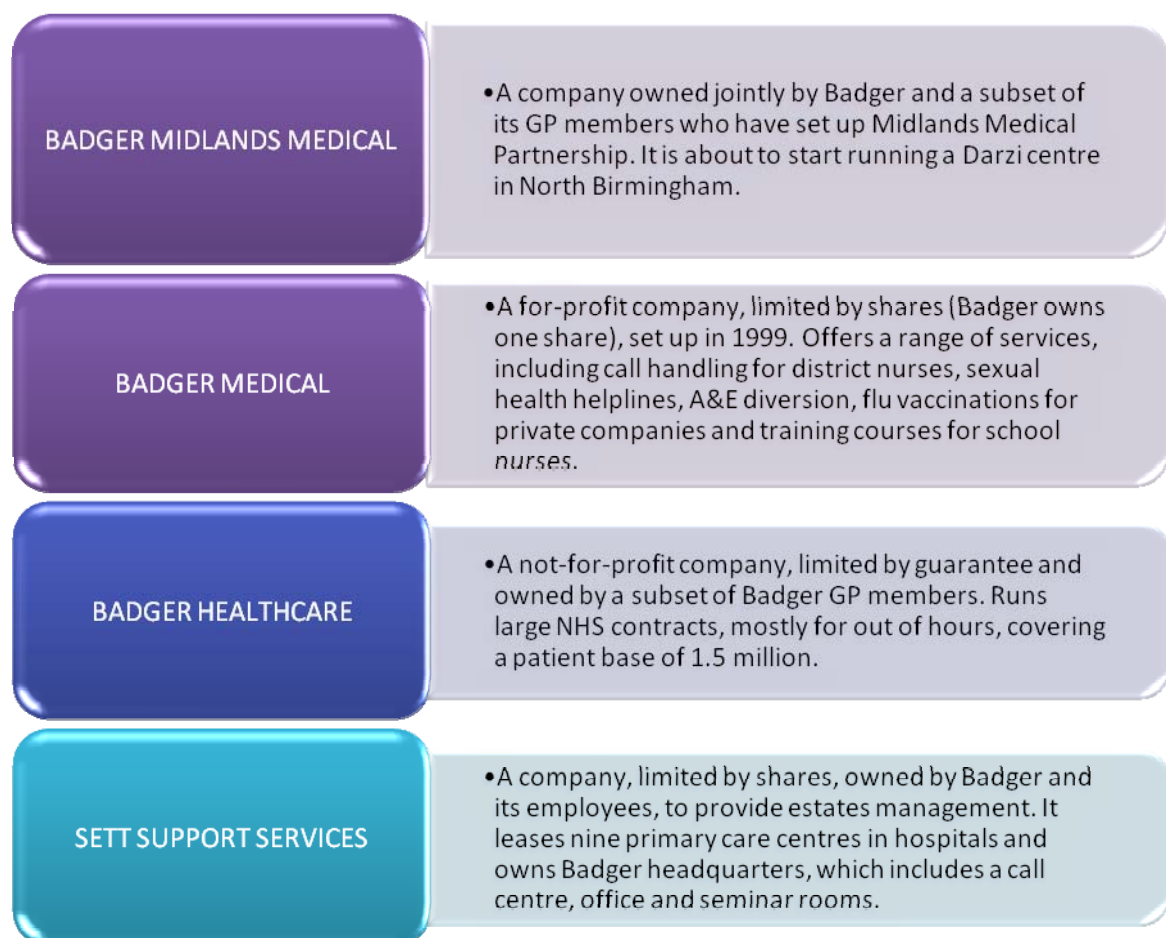 BADGER MIDLANDS MEDICAL
•A company owned jointly by Badger and a subset of
its GP members who have set up Midlands Medical
Partnership. It is about to start running a Darzi centre
in North Birmingham.
BADGER MEDICAL
•A for-profit company, limited by shares (Badger owns
one share), set up in 1999. Offers a range of services,
including call handling for district nurses, sexual
health helplines, A&E diversion, flu vaccinations for
private companies and training courses for school
nurses.
BADGER HEALTHCARE
•A not-for-profit company, limited by guarantee and
owned by a subset of Badger GP members. Runs
large NHS contracts, mostly for out of hours, covering
a patient base of 1.5 million.
SETT SUPPORT SERVICES
•A company, limited by shares, owned by Badger and
its employees, to provide estates management. It
leases nine primary care centres in hospitals and
owns Badger headquarters, which includes a call
centre, office and seminar rooms.